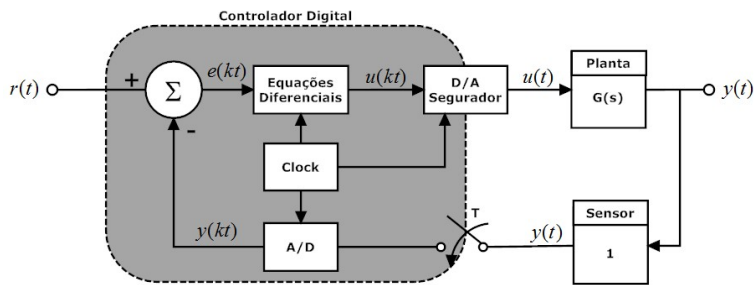 Controlador Digital
r(t)
+
Σ
-
e(kt)
Equações
Diferenciais
u(kt)
D/A
Segurador
u(t)
Planta
G(s)
y(t)
Clock
y(kt)
A/D
T
y(t)
Sensor
1